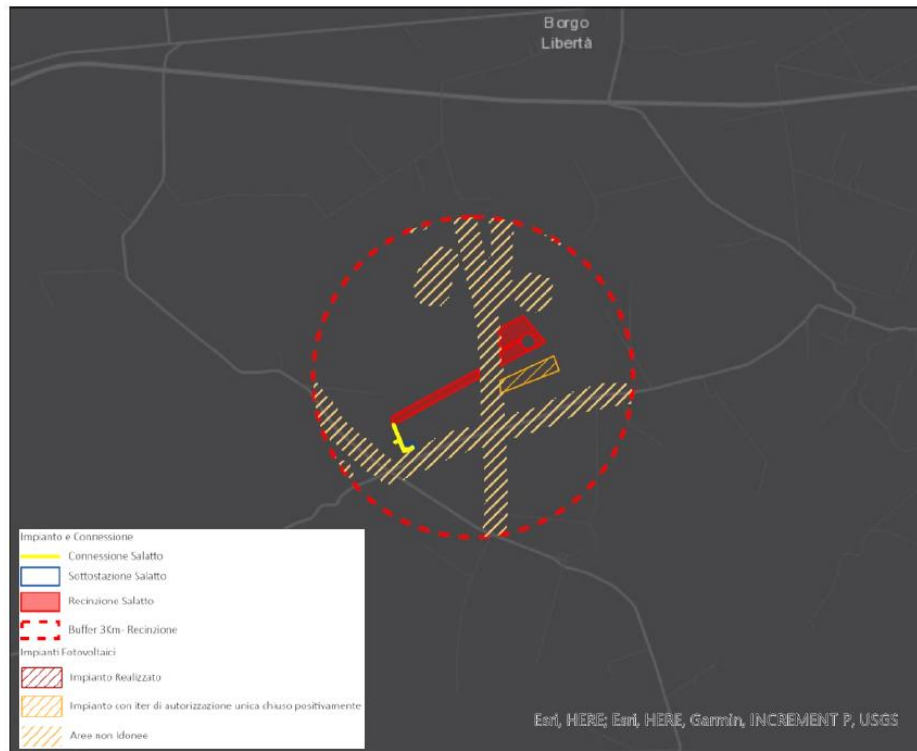 Borgo
Libertà
Impianto e Connessione
Connessione Salatto
Sottostazione Salatto
Recinzione Salatto
Buffer 3Km- Recinzione
Impianti Fotovoltaici
Impianto Realizzato
Impianto con iter di autorizzazione unica chiuso positivamente
Aree non Idonee
Esri, HERE; Esri, HERE, Garmin, INCREMENT P, USGS